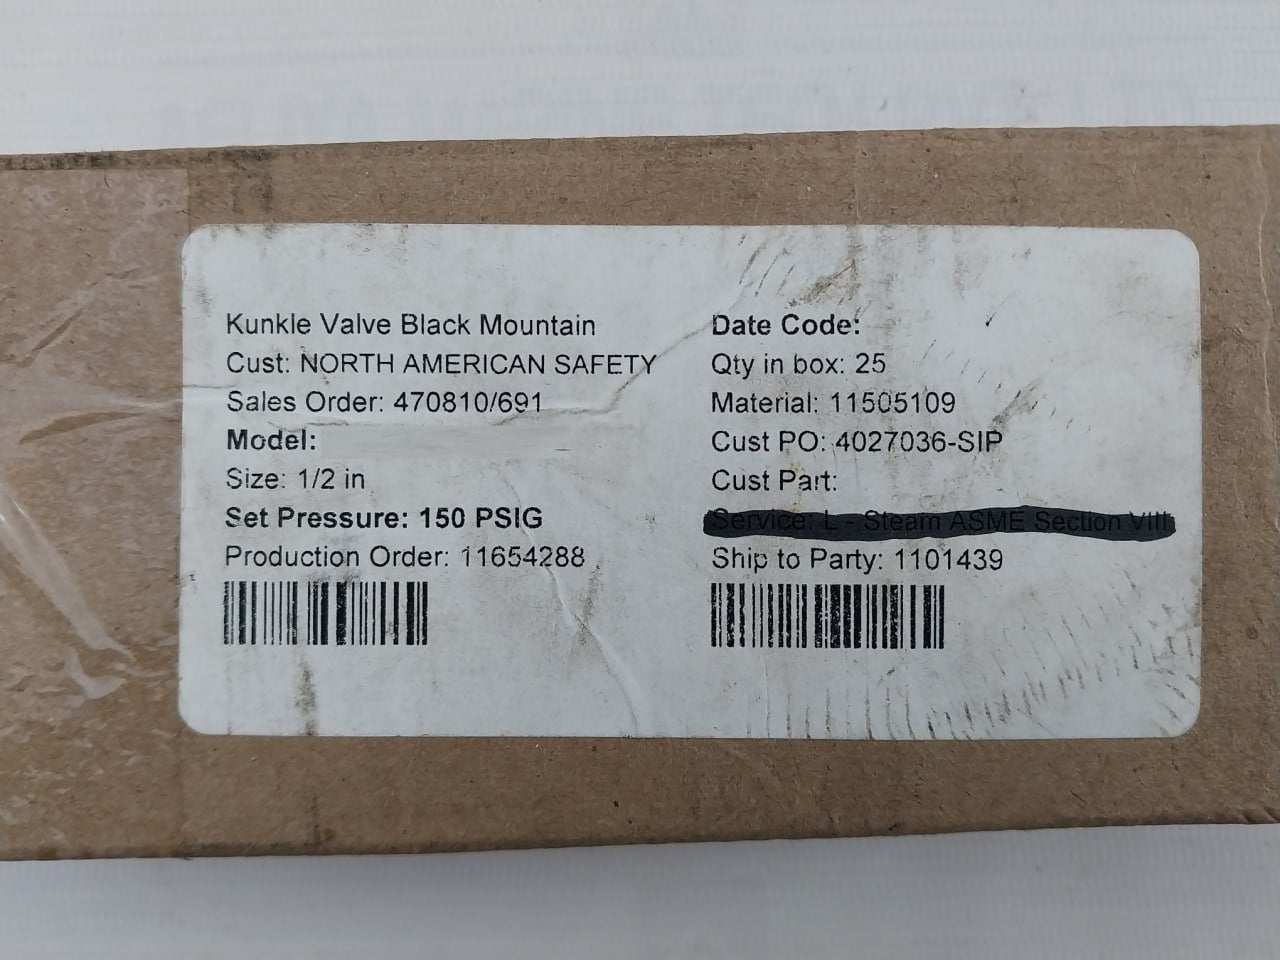 Kunkle Valve Black Mountain
Cust: NORTH AMERICAN SAFETY
Sales Order: 470810/691
Model:
Size: 1/2 in
Set Pressure: 150 PSIG
Production Order: 11654288
Date Code:
Qty in box: 25
Material: 11505109
Cust PO: 4027036-SIP
Cust Part:
Service: L - Steam ASME Section VIII
Ship to Party: 1101439